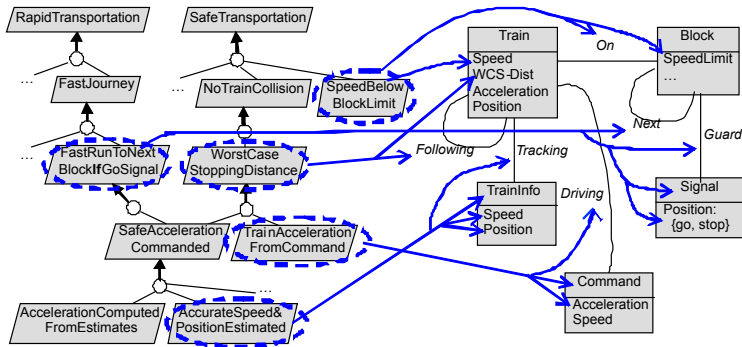 RapidTransportation
SafeTransportation
Train
On
Block
Speed
WCS-Dist
Acceleration
Position
SpeedLimit
...
...
FastJourney
...
NoTrainCollision
SpeedBelow
BlockLimit
Next
Guard
...
FastRunToNext
BlockIfGoSignal
WorstCase
StoppingDistance
Following
Tracking
TrainInfo
Speed
Position
Driving
Signal
Position:
{go, stop}
SafeAcceleration
Commanded
TrainAcceleration
FromCommand
...
Command
Acceleration
Speed
AccelerationComputed
FromEstimates
AccurateSpeed&
PositionEstimated